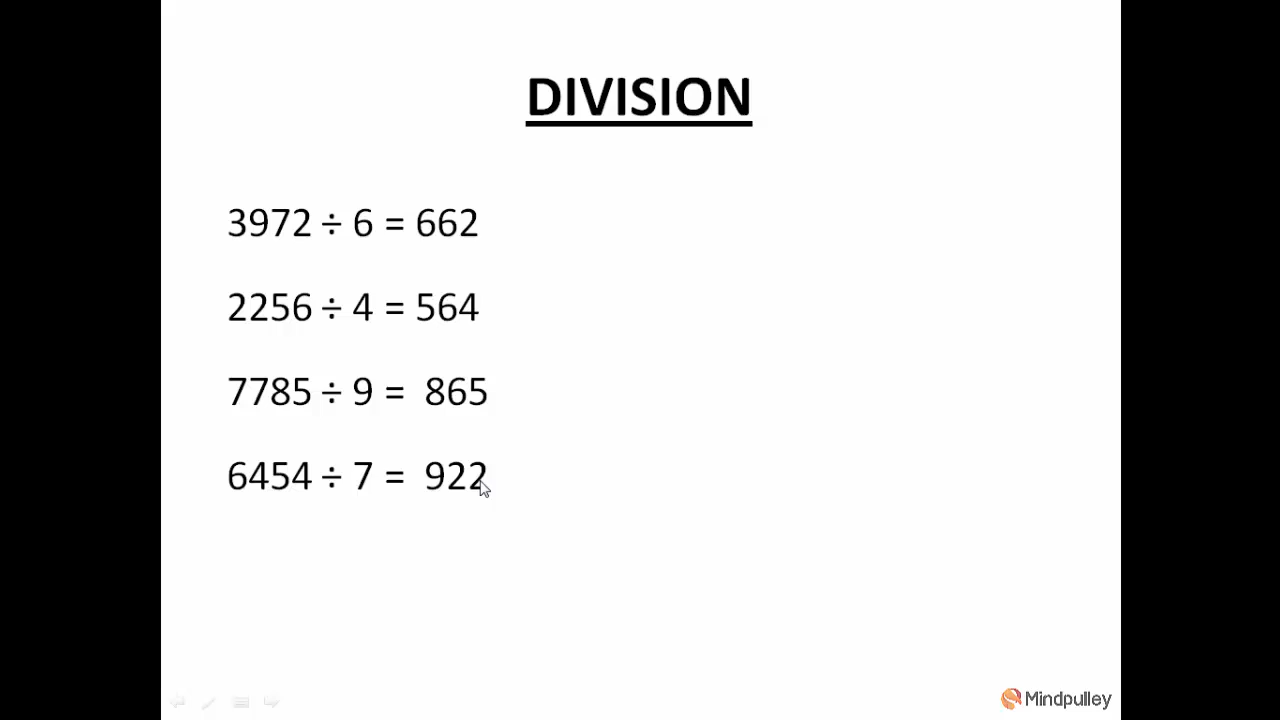 DIVISION
3972 ÷ 6 = 662
2256 ÷ 4 = 564
7785 ÷ 9 = 865
6454 ÷ 7 = 922
Mindpulley